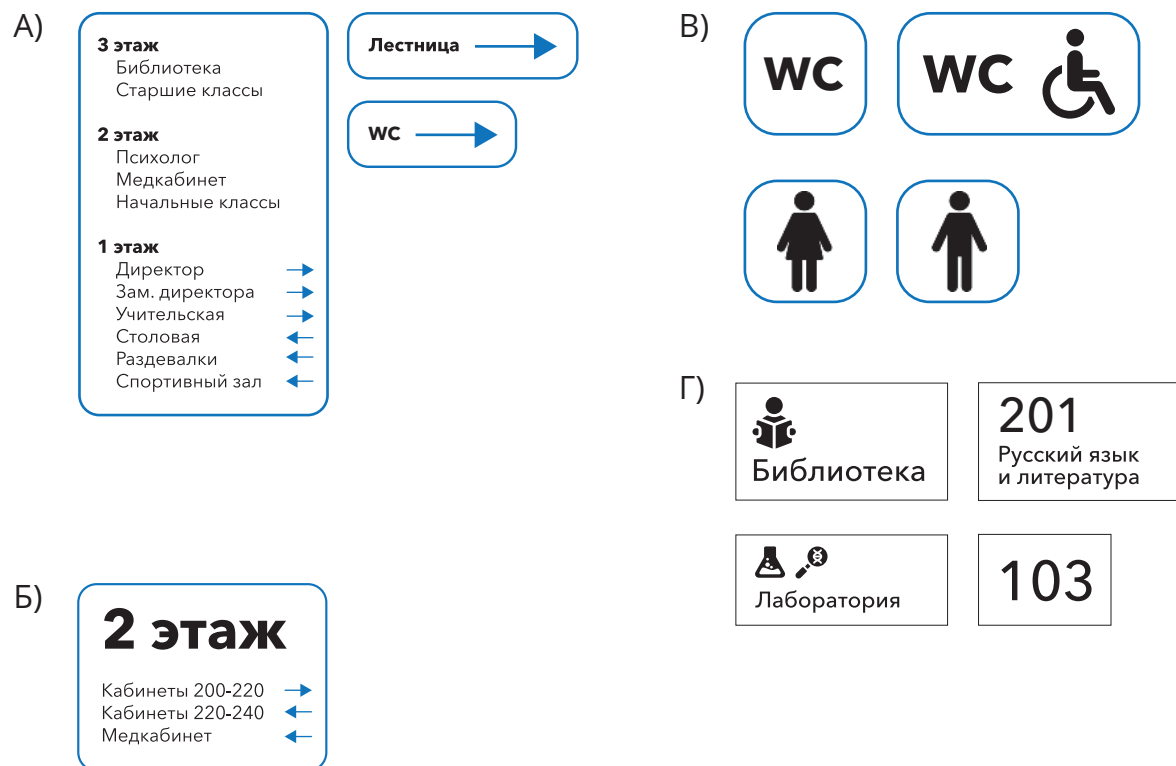 А)
3 этаж
Библиотека
Старшие классы
2 этаж
Психолог
Медкабинет
Начальные классы
1 этаж
Директор
Зам. директора
Учительская
Столовая
Раздевалки
Спортивный зал
Лестница
WC
Б)
2 этаж
Кабинеты 200-220
Кабинеты 220-240
Медкабинет
В)
WC
WC
Г)
Библиотека
201
Русский язык
и литература
Лаборатория
103